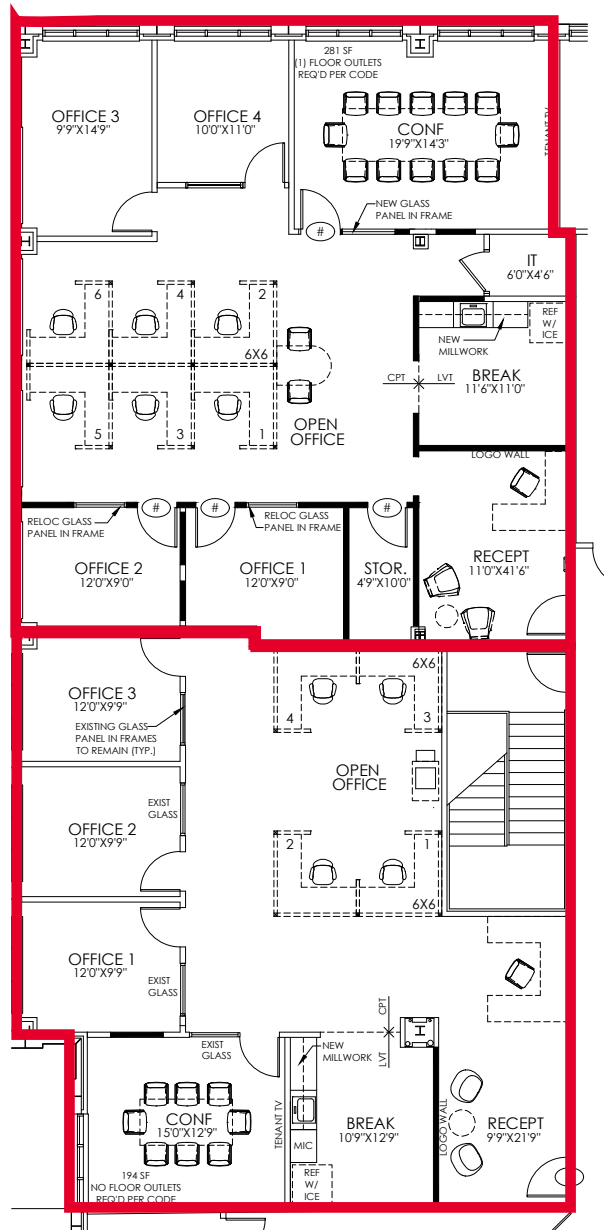 281 SF
(1) FLOOR OUTLETS
REQ'D PER CODE
OFFICE 3
9'9"X14'9"
OFFICE 4
10'0"X11'0"
CONF
19'9"X14'3"
TENANT TV
NEW GLASS
PANEL IN FRAME
#
H
H
H
H
IT
6'0"X4'6"
6
4
2
6X6
5
3
1
OPEN
OFFICE
REF
W/
ICE
NEW
MILLWORK
CPT
LVT
BREAK
11'6"X11'0"
LOGO WALL
RECEPT
11'0"X41'6"
RELOC GLASS
PANEL IN FRAME
#
#
RELOC GLASS
PANEL IN FRAME
#
OFFICE 2
12'0"X9'0"
OFFICE 1
12'0"X9'0"
STOR.
4'9"X10'0"
OFFICE 3
12'0"X9'9"
EXISTING GLASS
PANEL IN FRAMES
TO REMAIN (TYP.)
6X6
4
3
OPEN
OFFICE
EXIST
GLASS
OFFICE 2
12'0"X9'9"
2
1
6X6
OFFICE 1
12'0"X9'9"
EXIST
GLASS
CPT
LVT
H
EXIST
GLASS
NEW
MILLWORK
CONF
15'0"X12'9"
TENANT TV
MIC
BREAK
10'9"X12'9"
LOGO WALL
RECEPT
9'9"X21'9"
194 SF
NO FLOOR OUTLETS
REQ'D PER CODE
REF
W/
ICE